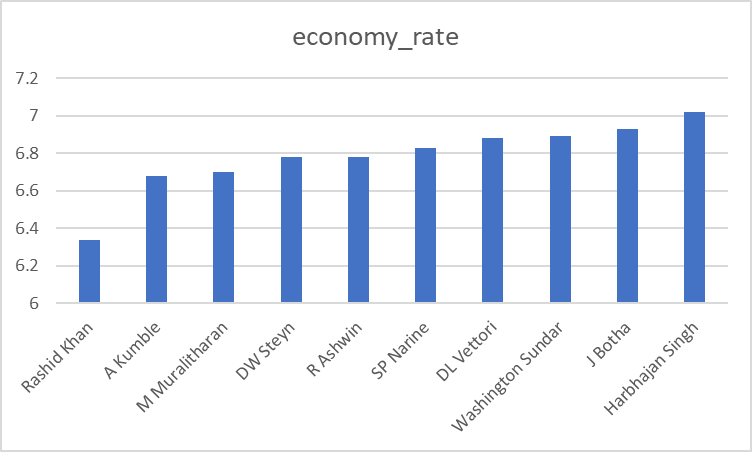 economy_rate
7.2
7
6.8
6.6
6.4
6.2
6
Rashid Khan
A Kumble
M Muralitharan
DW Steyn
R Ashwin
SP Narine
DL Vettori
Washington Sundar
J Botha
Harbhajan Singh